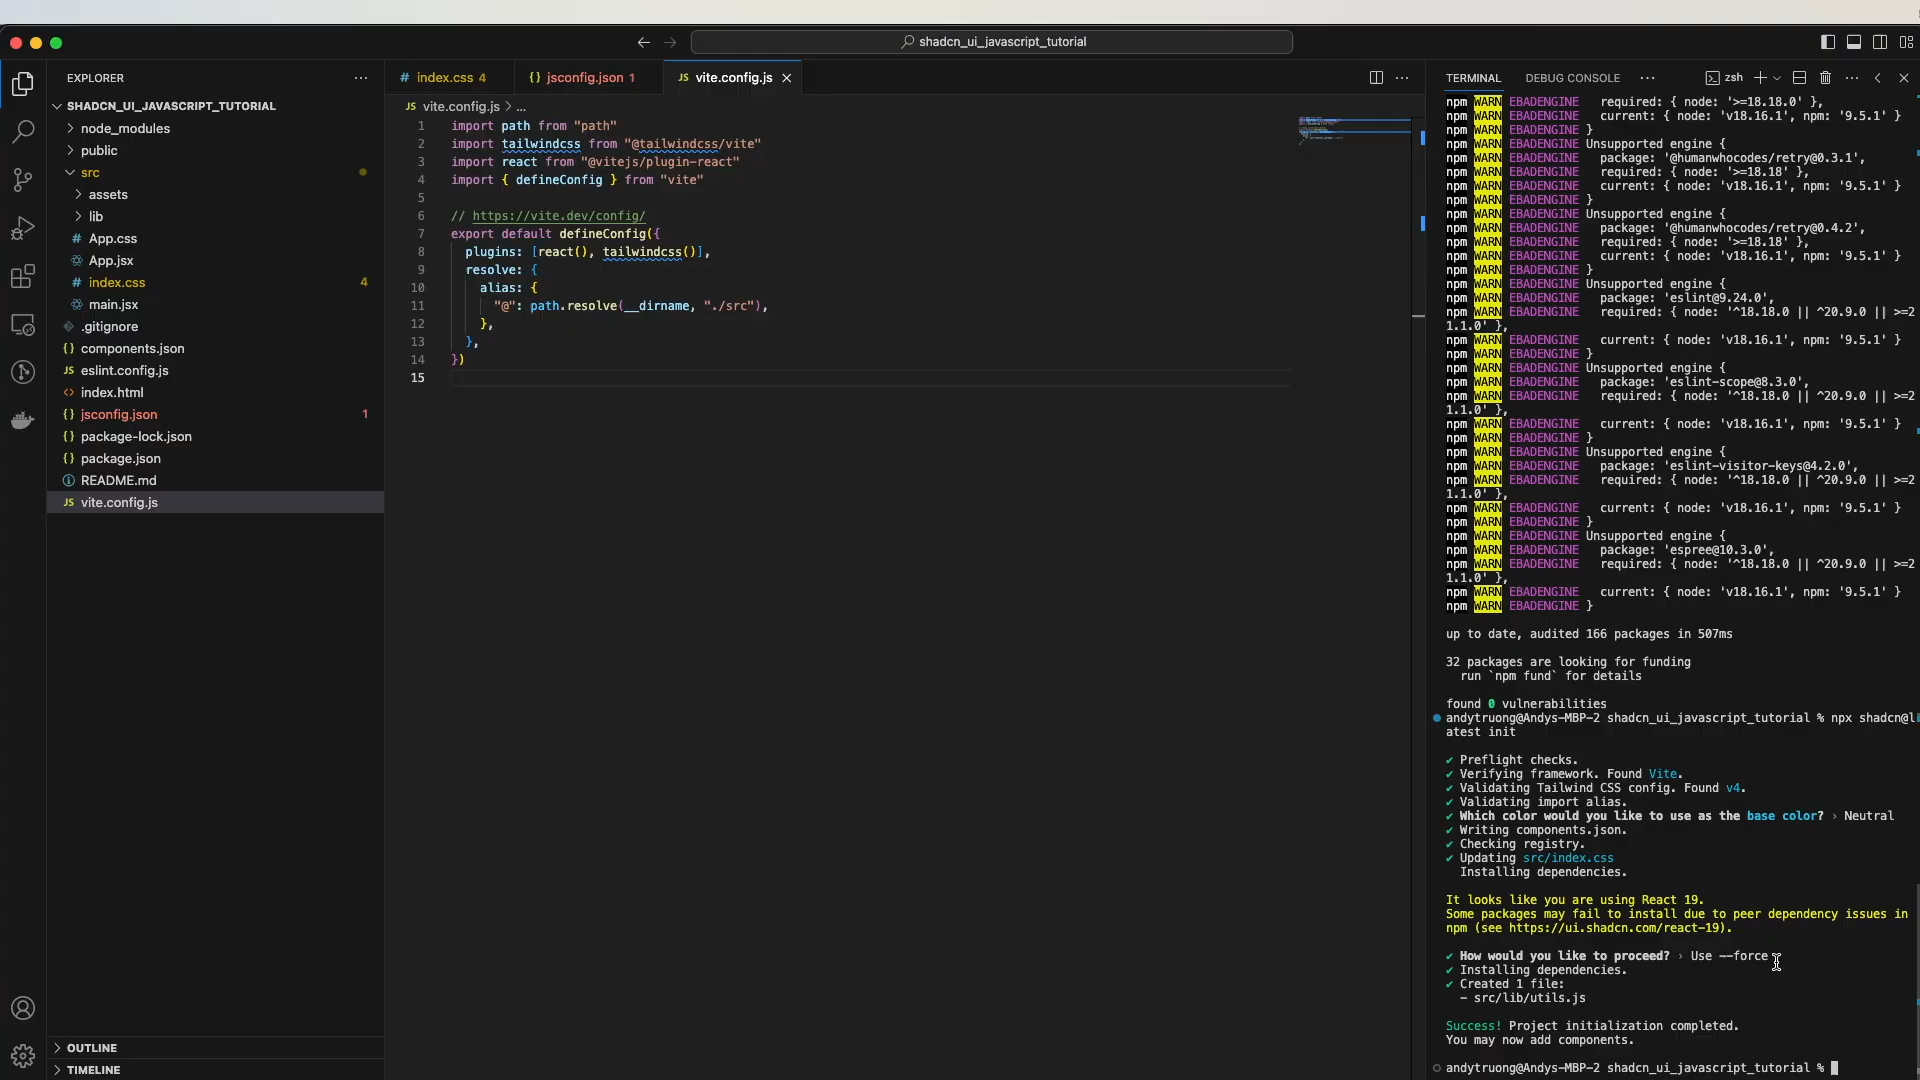 shadcn_ui_javascript_tutorial
EXPLORER
SHADCN_UI_JAVASCRIPT_TUTORIAL
node_modules
public
src
assets
lib
# App.css
App.jsx
# index.css 4
main.jsx
.gitignore
{} components.json
JS eslint.config.js
<> index.html
{} jsconfig.json 1
{} package-lock.json
{} package.json
README.md
JS vite.config.js
OUTLINE
TIMELINE
# index.css 4
{} jsconfig.json 1
JS vite.config.js
JS vite.config.js > ...
1 import path from "path"
2 import tailwindcss from "@tailwindcss/vite"
3 import react from "@vitejs/plugin-react"
4 import { defineConfig } from "vite"
5
6 // https://vite.dev/config/
7 export default defineConfig({
8 plugins: [react(), tailwindcss()],
9 resolve: {
10 alias: {
11 "@": path.resolve(__dirname, "./src"),
12 },
13 },
14 })
15
TERMINAL DEBUG CONSOLE ... zsh
npm WARN EBADENGINE   required: { node: '>=18.18.0' },
npm WARN EBADENGINE   current: { node: 'v18.16.1', npm: '9.5.1' }
npm WARN EBADENGINE }
npm WARN EBADENGINE Unsupported engine {
npm WARN EBADENGINE   package: '@humanwhocodes/retry@0.3.1',
npm WARN EBADENGINE   required: { node: '>=18.18' },
npm WARN EBADENGINE   current: { node: 'v18.16.1', npm: '9.5.1' }
npm WARN EBADENGINE }
npm WARN EBADENGINE Unsupported engine {
npm WARN EBADENGINE   package: '@humanwhocodes/retry@0.4.2',
npm WARN EBADENGINE   required: { node: '>=18.18' },
npm WARN EBADENGINE   current: { node: 'v18.16.1', npm: '9.5.1' }
npm WARN EBADENGINE }
npm WARN EBADENGINE Unsupported engine {
npm WARN EBADENGINE   package: 'eslint@9.24.0',
npm WARN EBADENGINE   required: { node: '^18.18.0 || ^20.9.0 || >=2
1.1.0' },
npm WARN EBADENGINE   current: { node: 'v18.16.1', npm: '9.5.1' }
npm WARN EBADENGINE }
npm WARN EBADENGINE Unsupported engine {
npm WARN EBADENGINE   package: 'eslint-scope@8.3.0',
npm WARN EBADENGINE   required: { node: '^18.18.0 || ^20.9.0 || >=2
1.1.0' },
npm WARN EBADENGINE   current: { node: 'v18.16.1', npm: '9.5.1' }
npm WARN EBADENGINE }
npm WARN EBADENGINE Unsupported engine {
npm WARN EBADENGINE   package: 'eslint-visitor-keys@4.2.0',
npm WARN EBADENGINE   required: { node: '^18.18.0 || ^20.9.0 || >=2
1.1.0' },
npm WARN EBADENGINE   current: { node: 'v18.16.1', npm: '9.5.1' }
npm WARN EBADENGINE }
npm WARN EBADENGINE Unsupported engine {
npm WARN EBADENGINE   package: 'espree@10.3.0',
npm WARN EBADENGINE   required: { node: '^18.18.0 || ^20.9.0 || >=2
1.1.0' },
npm WARN EBADENGINE   current: { node: 'v18.16.1', npm: '9.5.1' }
npm WARN EBADENGINE }
up to date, audited 166 packages in 507ms
32 packages are looking for funding
run `npm fund` for details
found 0 vulnerabilities
andytruong@Andys-MBP-2 shadcn_ui_javascript_tutorial % npx shadcn@l
atest init
✔ Preflight checks.
✔ Verifying framework. Found Vite.
✔ Validating Tailwind CSS config. Found v4.
✔ Validating import alias.
✔ Which color would you like to use as the base color? › Neutral
✔ Writing components.json.
✔ Checking registry.
✔ Updating src/index.css
Installing dependencies.
It looks like you are using React 19.
Some packages may fail to install due to peer dependency issues in
npm (see https://ui.shadcn.com/react-19).
✔ How would you like to proceed? › Use --force
✔ Installing dependencies.
✔ Created 1 file:
- src/lib/utils.js
Success! Project initialization completed.
You may now add components.
andytruong@Andys-MBP-2 shadcn_ui_javascript_tutorial %